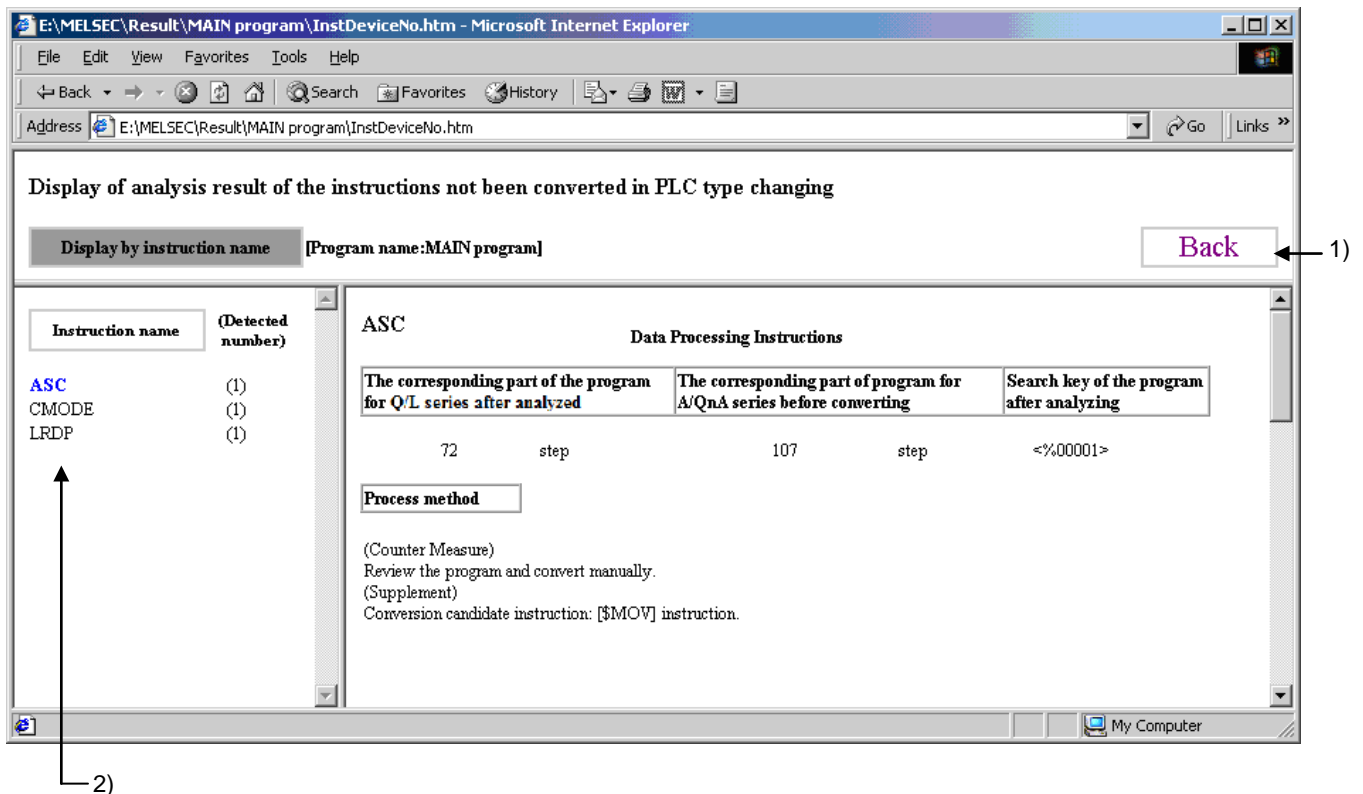 E:\MELSEC\Result\MAIN program\InstDeviceNo.htm - Microsoft Internet Explorer
File Edit View Favorites Tools Help
Back Search Favorites History
Address E:\MELSEC\Result\MAIN program\InstDeviceNo.htm Go Links »
Display of analysis result of the instructions not been converted in PLC type changing
Display by instruction name [Program name:MAIN program] Back 1)
Instruction name (Detected number)
ASC (1)
CMODE (1)
LRDP (1)
ASC Data Processing Instructions
The corresponding part of the program for Q/L series after analyzed
The corresponding part of program for A/QnA series before converting
Search key of the program after analyzing
72 step 107 step <%00001>
Process method
(Counter Measure)
Review the program and convert manually.
(Supplement)
Conversion candidate instruction: [$MOV] instruction.
My Computer
2)